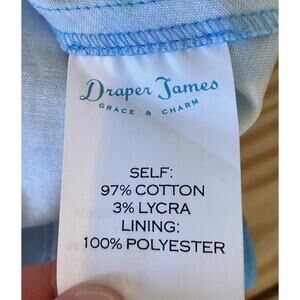 Draper James
GRACE & CHARM
SELF:
97% COTTON
3% LYCRA
LINING:
100% POLYESTER